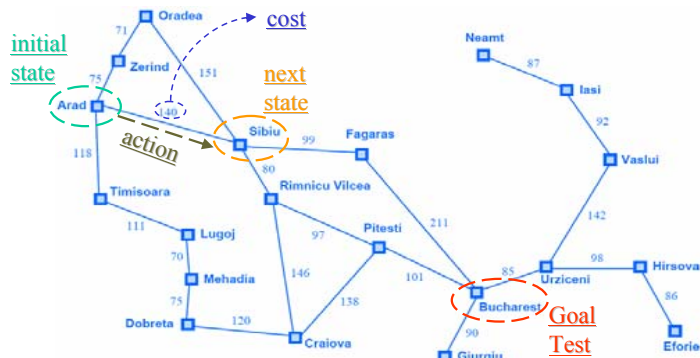 Oradea
cost
Neamt
71
initial
state
Zerind
87
151
next
state
75
Iasi
Arad
140
92
Sibiu
Fagaras
action
99
118
Vaslui
80
Timisoara
Rimnicu Vilcea
142
111
211
Lugoj
97
Pitesti
70
98
Hirsova
146
85
Urziceni
Mehadia
101
138
75
Bucharest
86
Goal
Test
Dobreta
120
90
Craiova
Eforie
Giurgiu